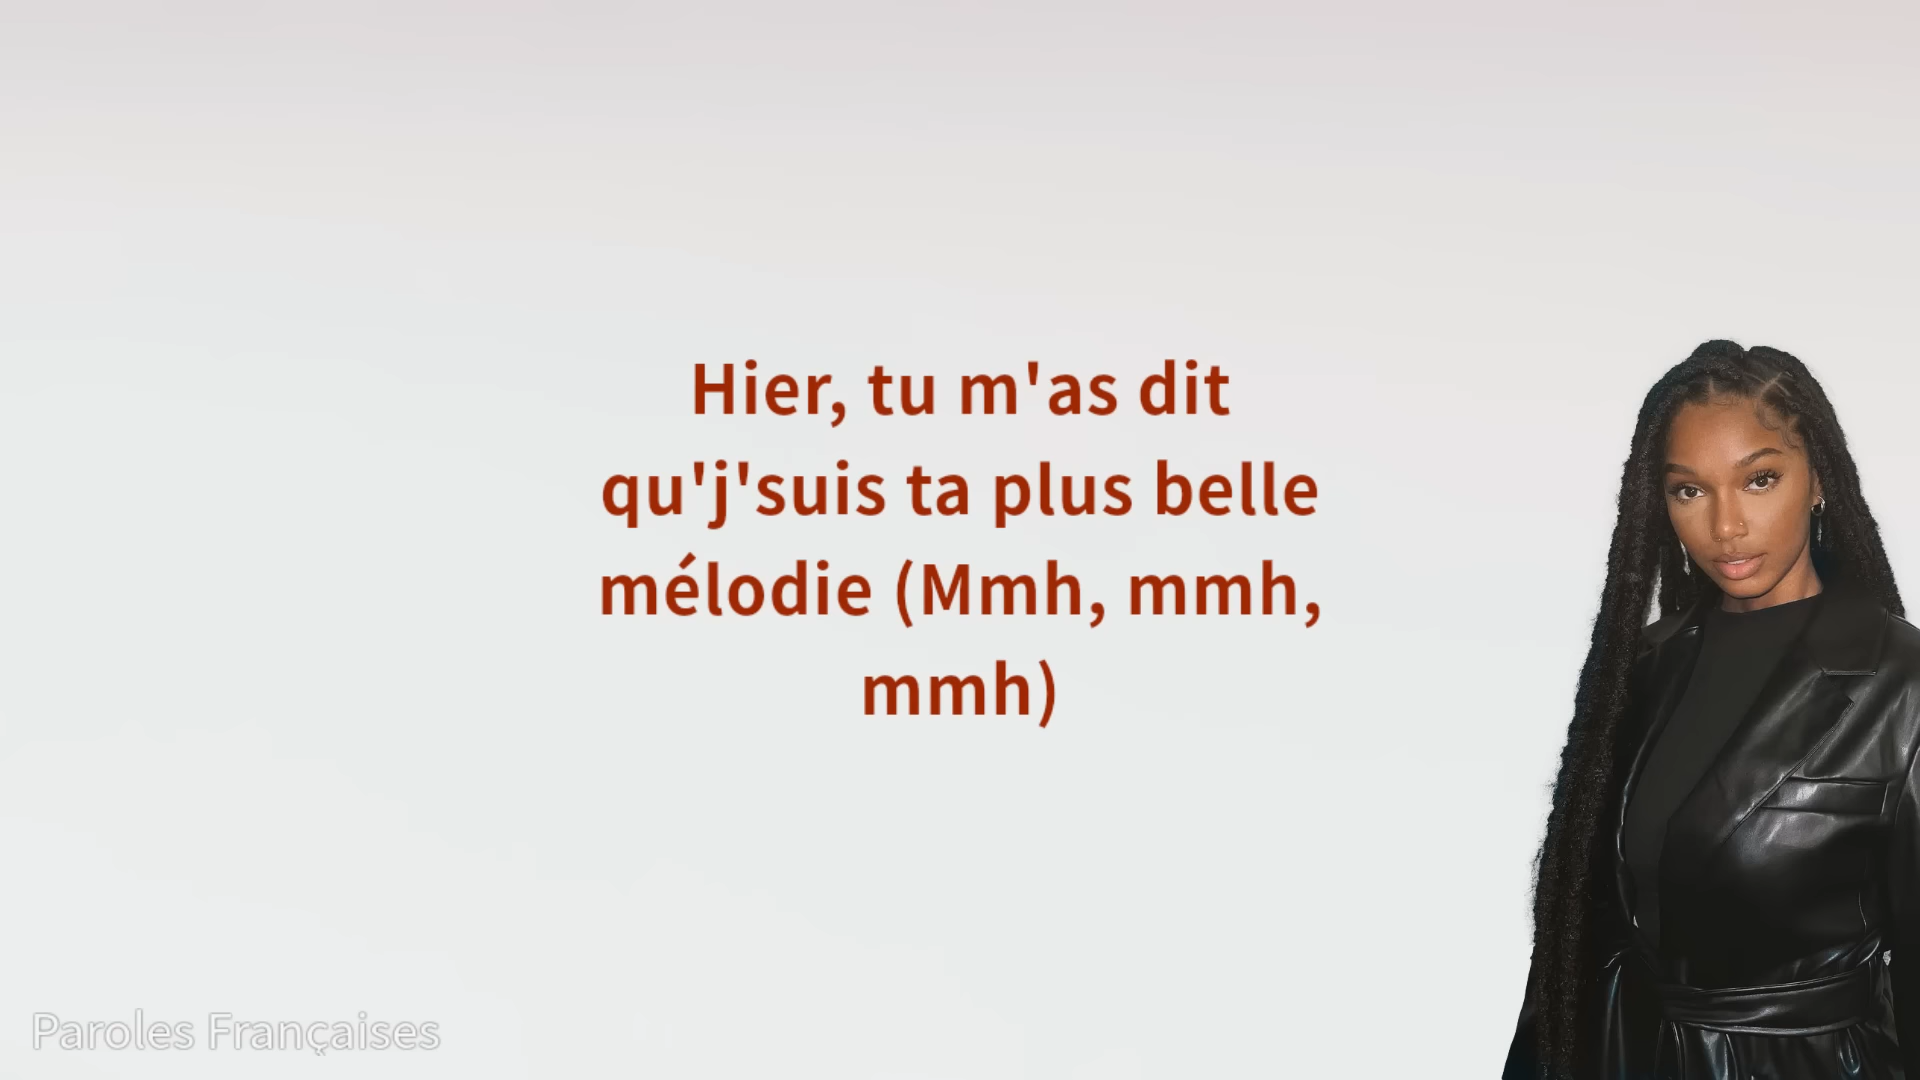 Hier, tu m'as dit
qu'j'suis ta plus belle
mélodie (Mmh, mmh,
mmh)
Paroles Françaises